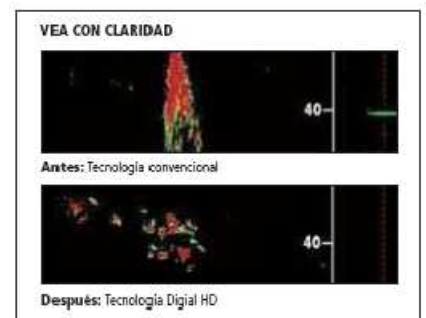 VEA CON CLARIDAD
40
Antes: Tecnología convencional
40
Después: Tecnología Digial HD